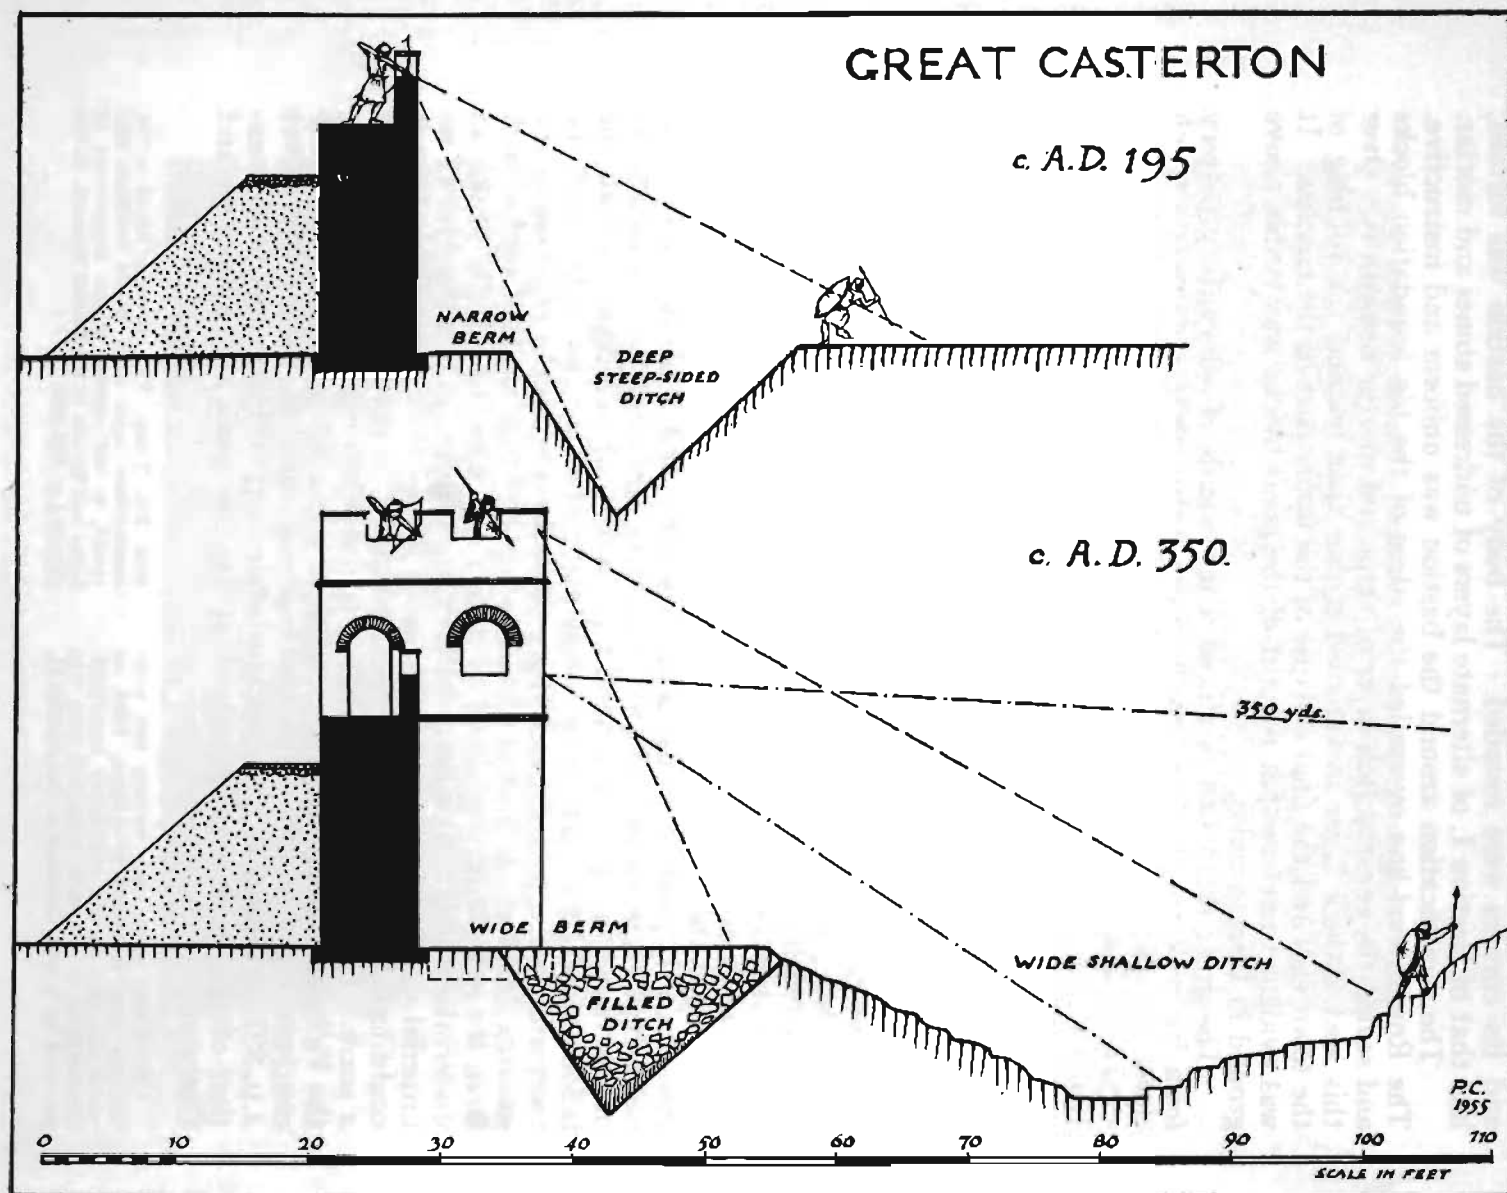 GREAT CASTERTON
c. A.D. 195
NARROW
BERM
DEEP
STEEP-SIDED
DITCH
c. A.D. 350.
350 yds.
WIDE BERM
WIDE SHALLOW DITCH
FILLED
DITCH
P.C.
1955
0 10 20 30 40 50 60 70 80 90 100 110
SCALE IN FEET